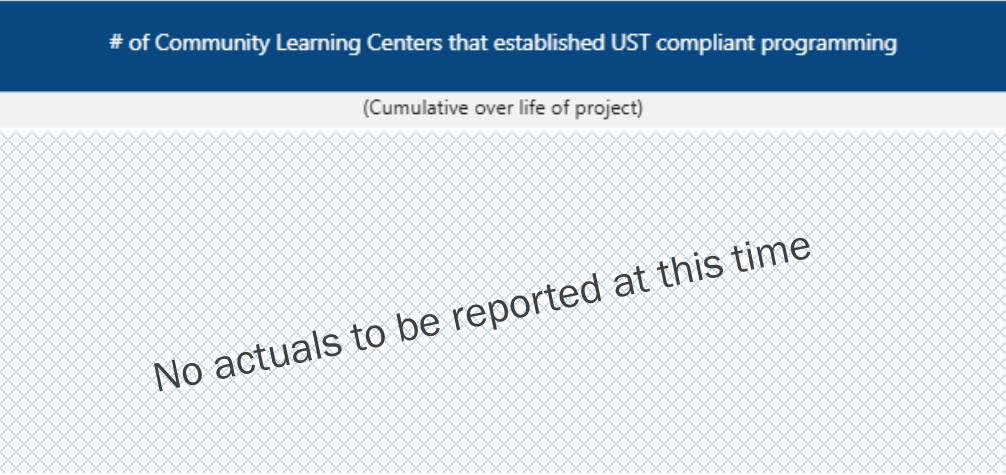 # of Community Learning Centers that established UST compliant programming
(Cumulative over life of project)
No actuals to be reported at this time